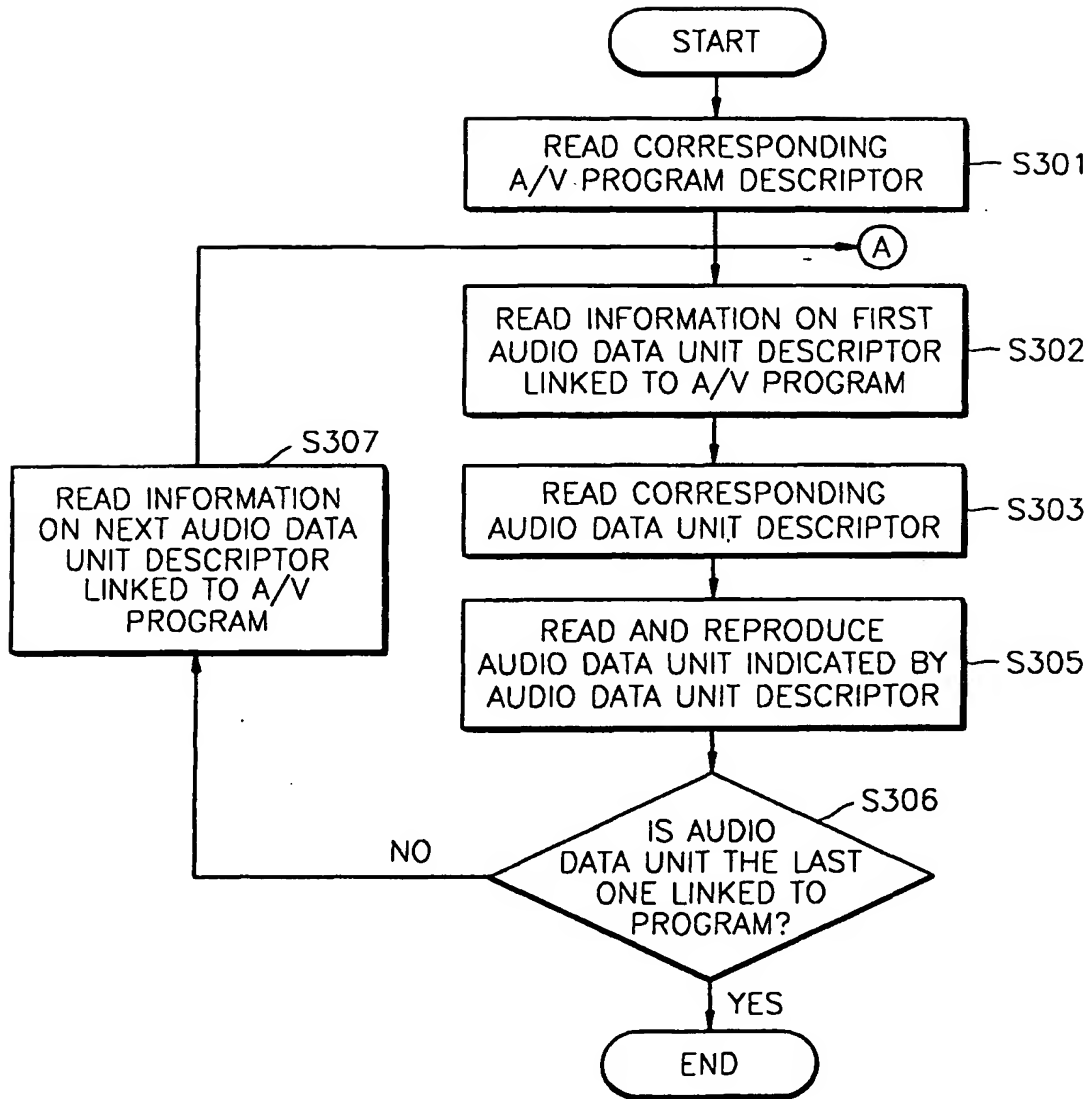 START
READ CORRESPONDING
A/V PROGRAM DESCRIPTOR
S301
A
READ INFORMATION ON FIRST
AUDIO DATA UNIT DESCRIPTOR
LINKED TO A/V PROGRAM
S302
S307
READ INFORMATION
ON NEXT AUDIO DATA
UNIT DESCRIPTOR
LINKED TO A/V
PROGRAM
READ CORRESPONDING
AUDIO DATA UNIT DESCRIPTOR
S303
READ AND REPRODUCE
AUDIO DATA UNIT INDICATED BY
AUDIO DATA UNIT DESCRIPTOR
S305
S306
IS AUDIO
DATA UNIT THE LAST
ONE LINKED TO
PROGRAM?
NO
YES
END